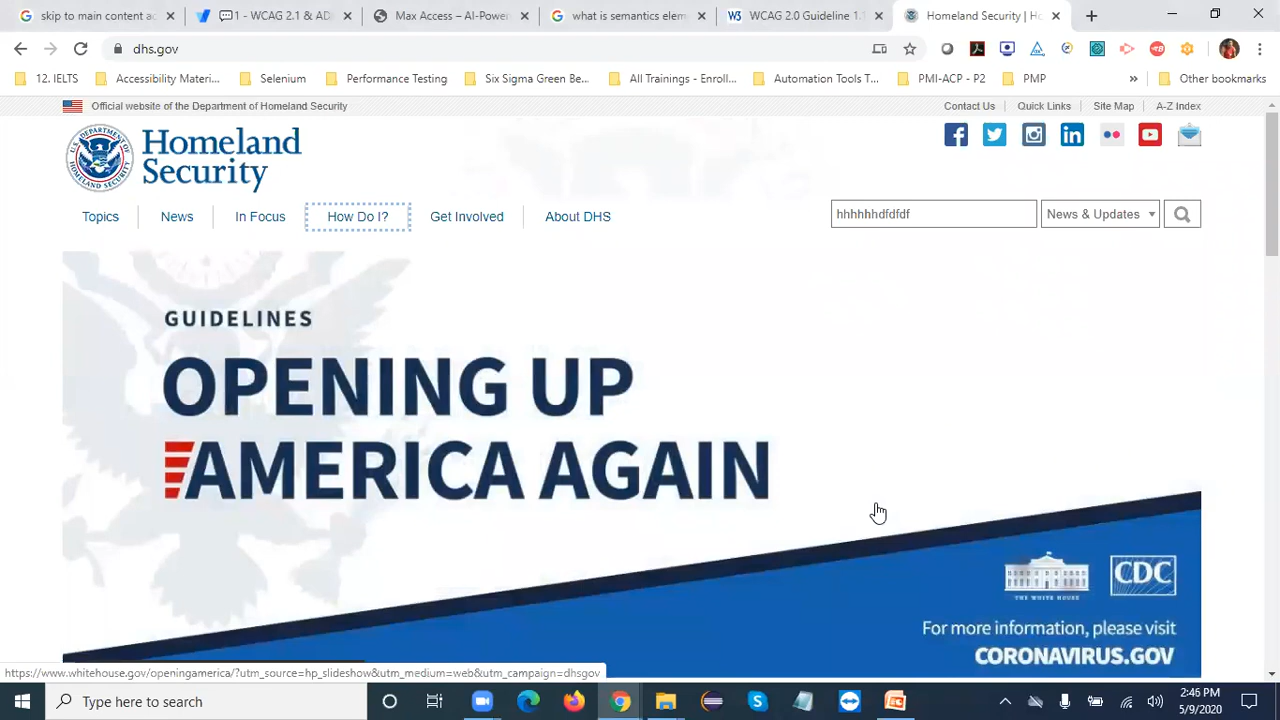 skip to main content a
1 - WCAG 2.1 & AD
Max Access – AI-Power
what is semantics elem
WCAG 2.0 Guideline 1.1
Homeland Security | Ho
dhs.gov
12. IELTS
Accessibility Materi...
Selenium
Performance Testing
Six Sigma Green Be...
All Trainings - Enroll...
Automation Tools T...
PMI-ACP - P2
PMP
»
Other bookmarks
Official website of the Department of Homeland Security
Contact Us
Quick Links
Site Map
A-Z Index
Homeland
Security
Topics
News
In Focus
How Do I?
Get Involved
About DHS
hhhhhhdfdfdf
News & Updates
GUIDELINES
OPENING UP
AMERICA AGAIN
THE WHITE HOUSE
CDC
For more information, please visit
CORONAVIRUS.GOV
https://www.whitehouse.gov/openingamerica/?utm_source=hp_slideshow&utm_medium=web&utm_campaign=dhsgov
Type here to search
2:46 PM
5/9/2020